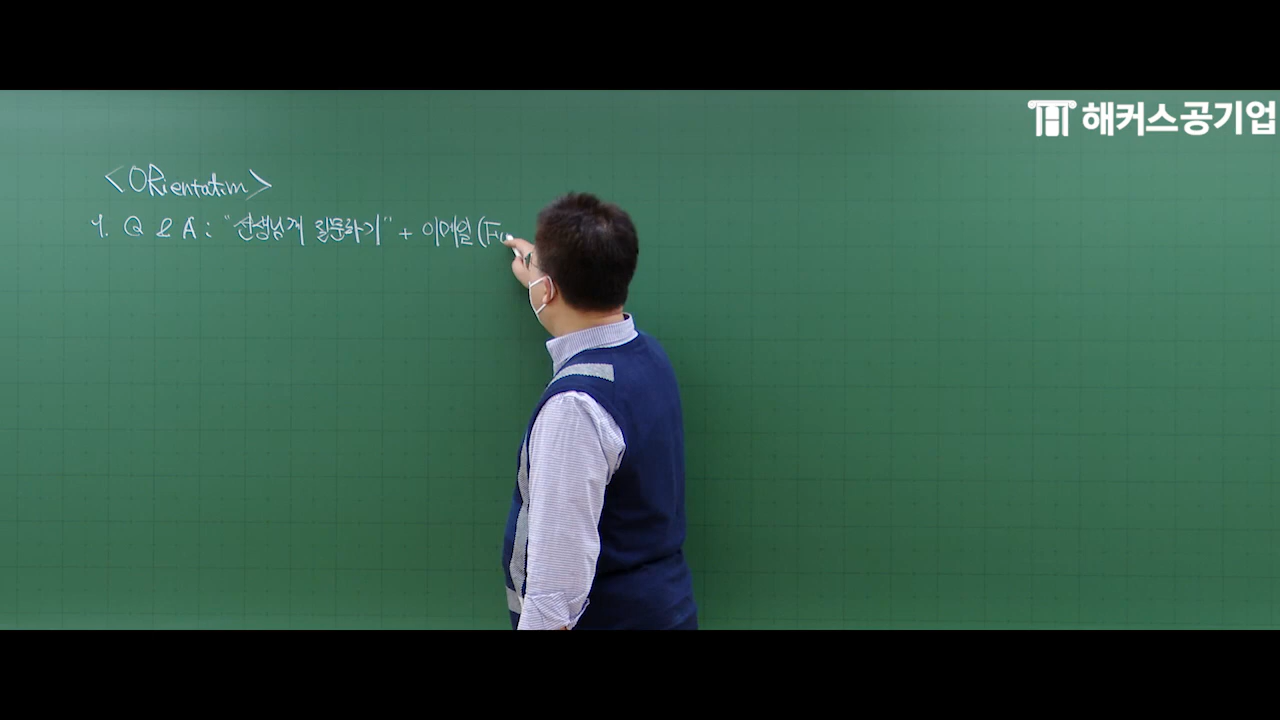 해커스공기업
<ORientation>
1. Q & A : "선생님께 질문하기" + 이메일 (Fu